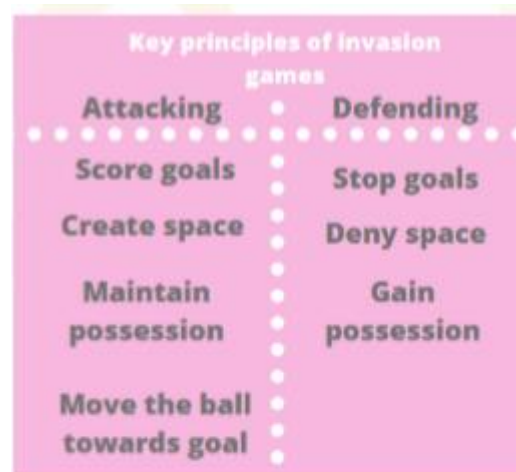 Key principles of invasion
games
Attacking
Defending
Score goals
Stop goals
Create space
Deny space
Maintain
possession
Gain
possession
Move the ball
towards goal